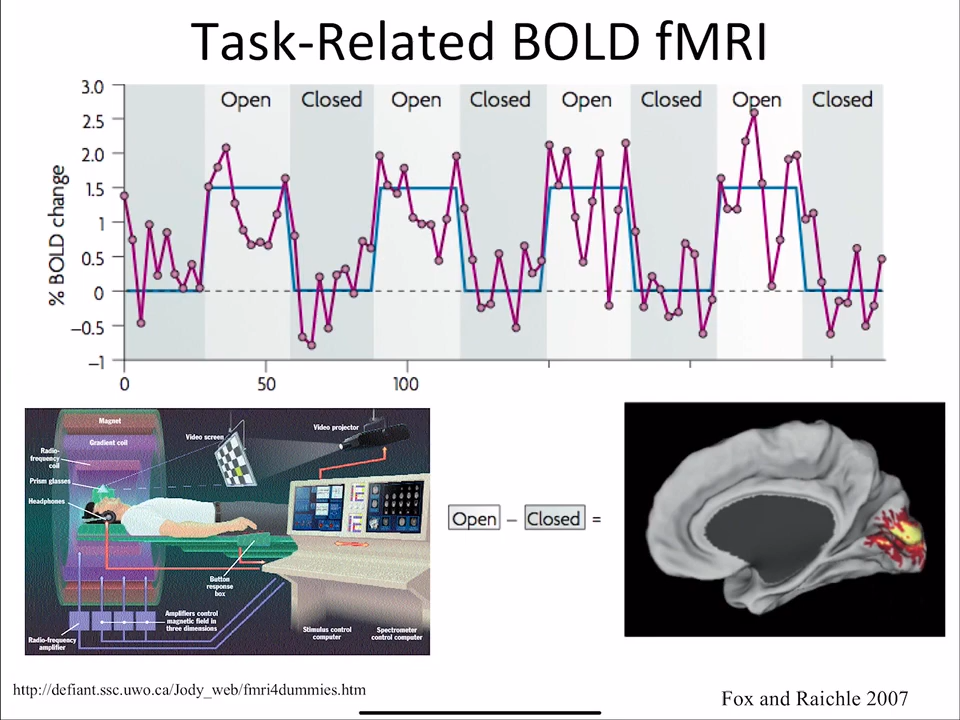 Task-Related BOLD fMRI
3.0
2.5
2.0
1.5
1
0.5
0
−0.5
−1
% BOLD change
Open
Closed
Open
Closed
Open
Closed
Open
Closed
0
50
100
Magnet
Gradient coil
Radio-
frequency
coil
Prism glasses
Headphones
Video screen
Video projector
Button
response
box
Amplifiers control
magnetic field in
three dimensions
Radio-frequency
amplifier
Stimulus control
computer
Spectrometer
control computer
Open − Closed =
http://defiant.ssc.uwo.ca/Jody_web/fmri4dummies.htm
Fox and Raichle 2007